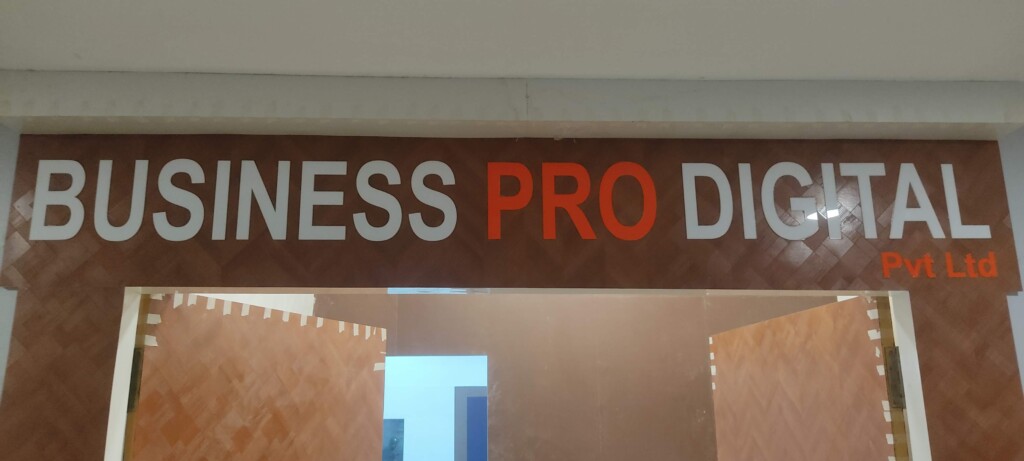 BUSINESS PRO DIGITAL
Pvt Ltd